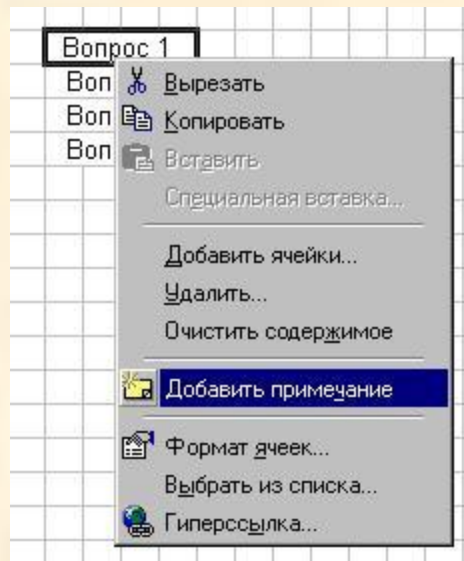 Вопрос 1
Воп
Воп
Воп
Вырезать
Копировать
Вставить
Специальная вставка...
Добавить ячейки...
Удалить...
Очистить содержимое
Добавить примечание
Формат ячеек...
Выбрать из списка...
Гиперссылка...